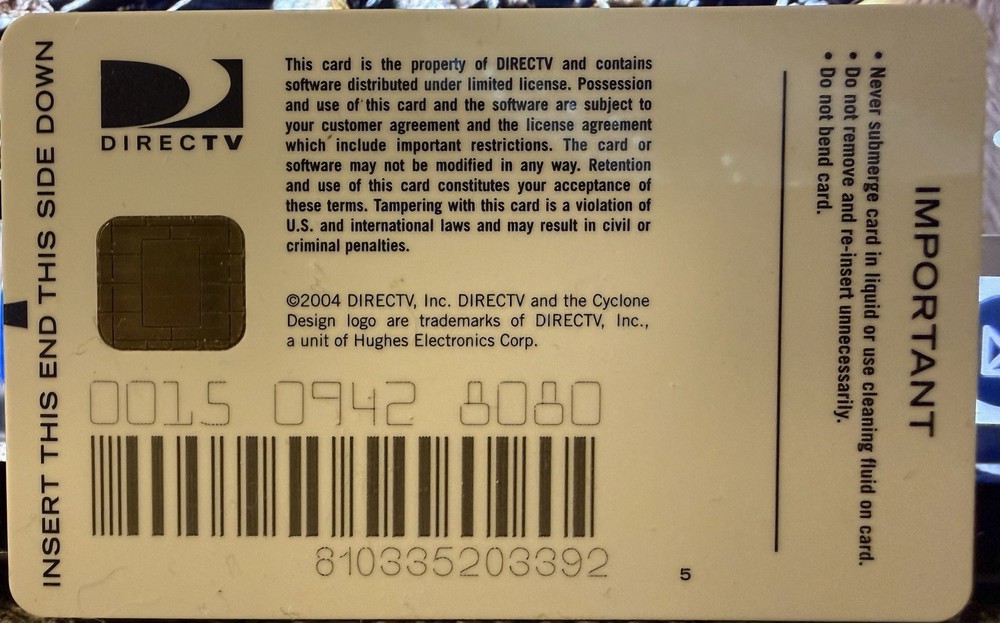 INSERT THIS END THIS SIDE DOWN
DIRECTV
This card is the property of DIRECTV and contains
software distributed under limited license. Possession
and use of this card and the software are subject to
your customer agreement and the license agreement
which include important restrictions. The card or
software may not be modified in any way. Retention
and use of this card constitutes your acceptance of
these terms. Tampering with this card is a violation of
U.S. and international laws and may result in civil or
criminal penalties.
©2004 DIRECTV, Inc. DIRECTV and the Cyclone
Design logo are trademarks of DIRECTV, Inc.,
a unit of Hughes Electronics Corp.
0015 0942 8080
810335203392
5
IMPORTANT
• Never submerge card in liquid or use cleaning fluid on card.
• Do not remove and re-insert unnecessarily.
• Do not bend card.